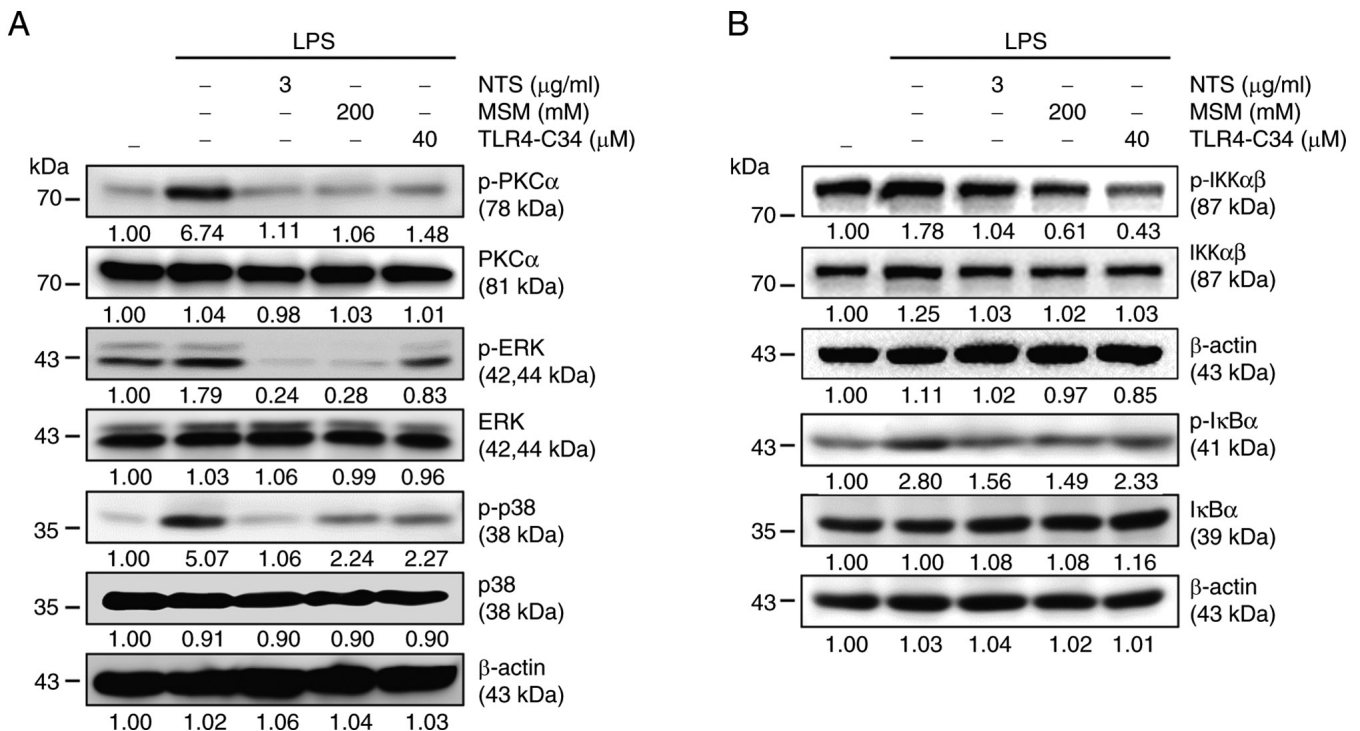 A
LPS
– 3 – – NTS (μg/ml)
– – 200 – MSM (mM)
– – – – 40 TLR4-C34 (μM)
kDa
70 – p-PKCα
(78 kDa)
1.00 6.74 1.11 1.06 1.48
70 – PKCα
(81 kDa)
1.00 1.04 0.98 1.03 1.01
43 – p-ERK
(42,44 kDa)
1.00 1.79 0.24 0.28 0.83
43 – ERK
(42,44 kDa)
1.00 1.03 1.06 0.99 0.96
35 – p-p38
(38 kDa)
1.00 5.07 1.06 2.24 2.27
35 – p38
(38 kDa)
1.00 0.91 0.90 0.90 0.90
43 – β-actin
(43 kDa)
1.00 1.02 1.06 1.04 1.03
B
LPS
– 3 – – NTS (μg/ml)
– – 200 – MSM (mM)
– – – – 40 TLR4-C34 (μM)
kDa
70 – p-IKKαβ
(87 kDa)
1.00 1.78 1.04 0.61 0.43
70 – IKKαβ
(87 kDa)
1.00 1.25 1.03 1.02 1.03
43 – β-actin
(43 kDa)
1.00 1.11 1.02 0.97 0.85
43 – p-IκBα
(41 kDa)
1.00 2.80 1.56 1.49 2.33
35 – IκBα
(39 kDa)
1.00 1.00 1.08 1.08 1.16
43 – β-actin
(43 kDa)
1.00 1.03 1.04 1.02 1.01